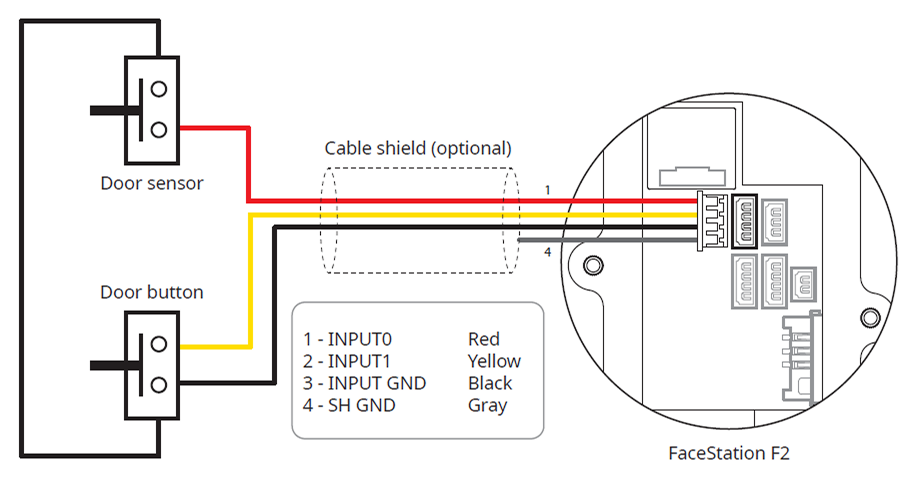 Door sensor
Cable shield (optional)
1
4
Door button
1 - INPUT0 Red
2 - INPUT1 Yellow
3 - INPUT GND Black
4 - SH GND Gray
FaceStation F2